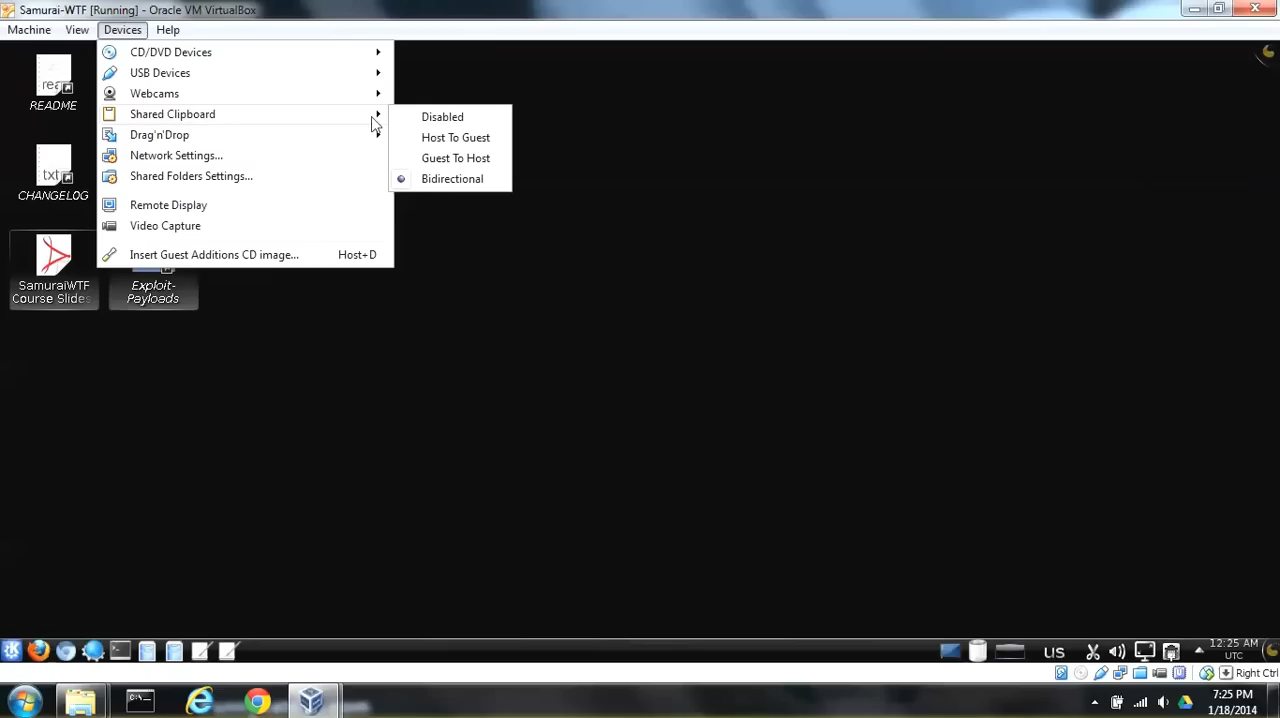 Samurai-WTF [Running] - Oracle VM VirtualBox
Machine View Devices Help
CD/DVD Devices
USB Devices
Webcams
Shared Clipboard
Drag'n'Drop
Network Settings...
Shared Folders Settings...
Remote Display
Video Capture
Insert Guest Additions CD image... Host+D
Disabled
Host To Guest
Guest To Host
Bidirectional
README
txt
CHANGELOG
SamuraiWTF
Course Slides
Exploit-
Payloads
US
12:25 AM
UTC
Right Ctrl
C:\
7:25 PM
1/18/2014